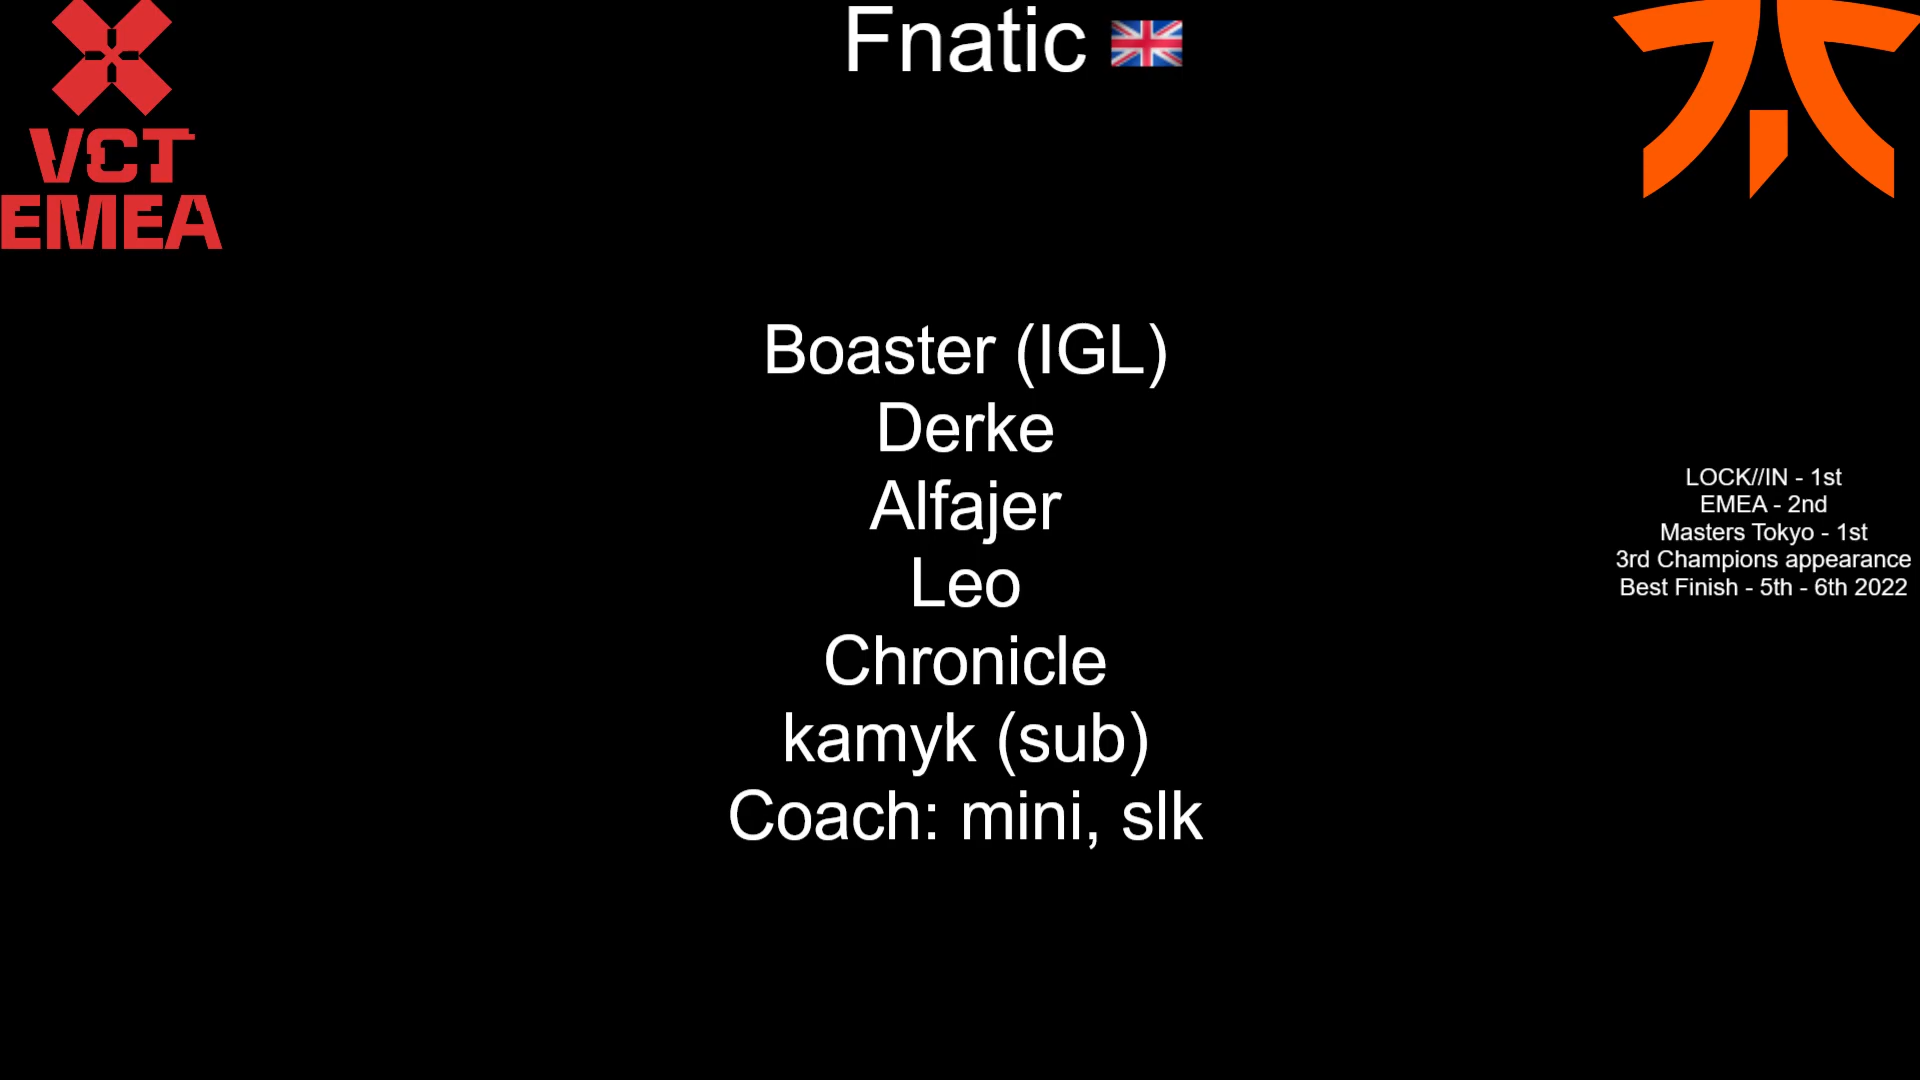 Fnatic
VCT
EMEA
Boaster (IGL)
Derke
Alfajer
Leo
Chronicle
kamyk (sub)
Coach: mini, slk
LOCK//IN - 1st
EMEA - 2nd
Masters Tokyo - 1st
3rd Champions appearance
Best Finish - 5th - 6th 2022